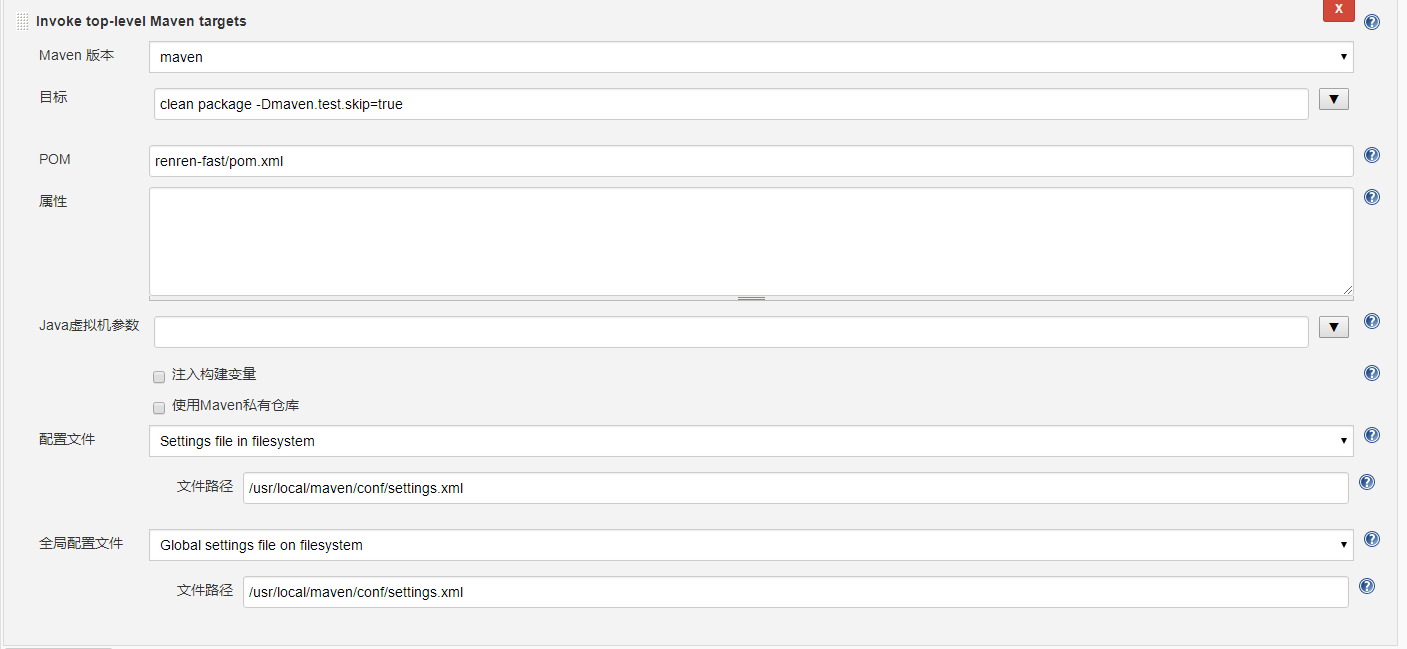 Invoke top-level Maven targets
X
Maven 版本
maven
目标
clean package -Dmaven.test.skip=true
POM
renren-fast/pom.xml
属性
Java虚拟机参数
注入构建变量
使用Maven私有仓库
配置文件
Settings file in filesystem
文件路径
/usr/local/maven/conf/settings.xml
全局配置文件
Global settings file on filesystem
文件路径
/usr/local/maven/conf/settings.xml